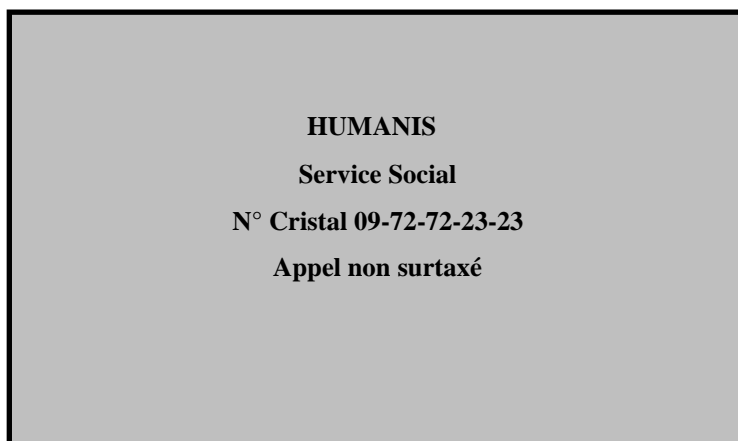 HUMANIS
Service Social
N° Cristal 09-72-72-23-23
Appel non surtaxé